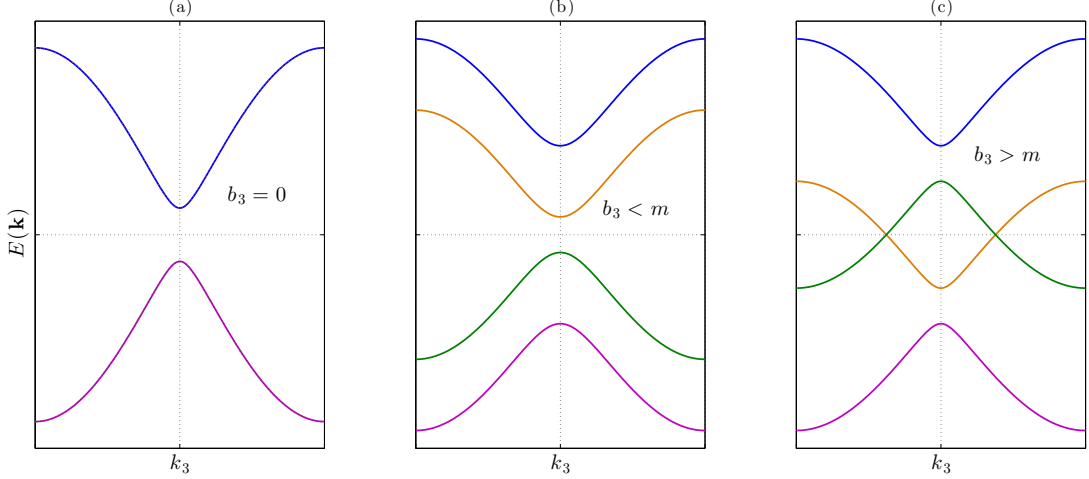 (a)
(b)
(c)
E(𝐤)
b₃ = 0
b₃ < m
b₃ > m
k₃
k₃
k₃